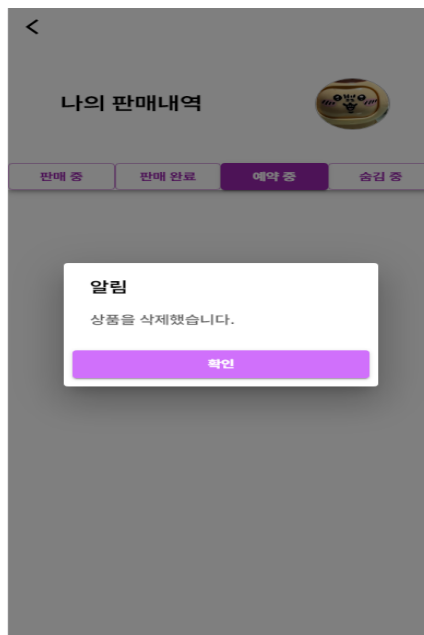 나의 판매내역
판매 중 판매 완료 예약 중 숨김 중
알림
상품을 삭제했습니다.
확인